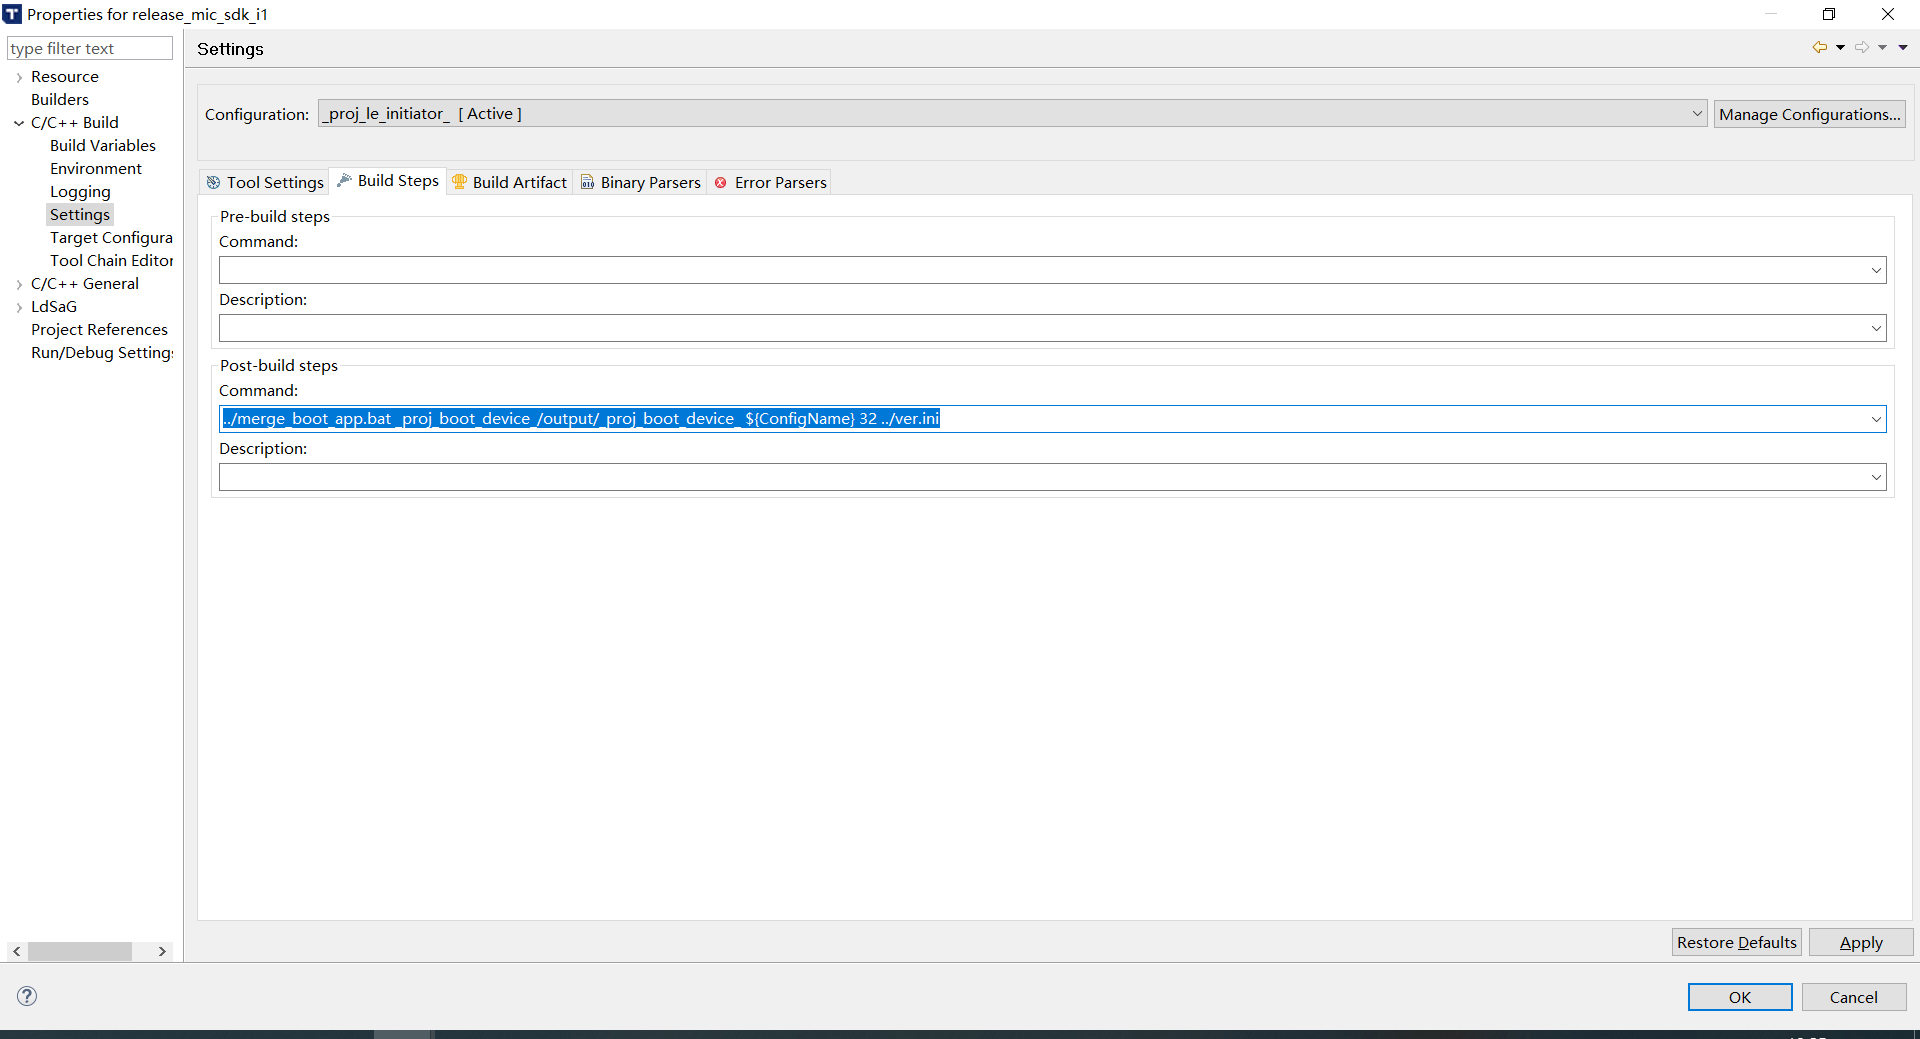 Properties for release_mic_sdk_i1
type filter text
Settings
Resource
Builders
C/C++ Build
Build Variables
Environment
Logging
Settings
Target Configura
Tool Chain Editor
C/C++ General
LdSaG
Project References
Run/Debug Settings
Configuration: _proj_le_initiator_ [ Active ] Manage Configurations...
Tool Settings Build Steps Build Artifact Binary Parsers Error Parsers
Pre-build steps
Command:
Description:
Post-build steps
Command:
../merge_boot_app.bat _proj_boot_device_/output/_proj_boot_device_ ${ConfigName} 32 ../ver.ini
Description:
Restore Defaults Apply
OK Cancel